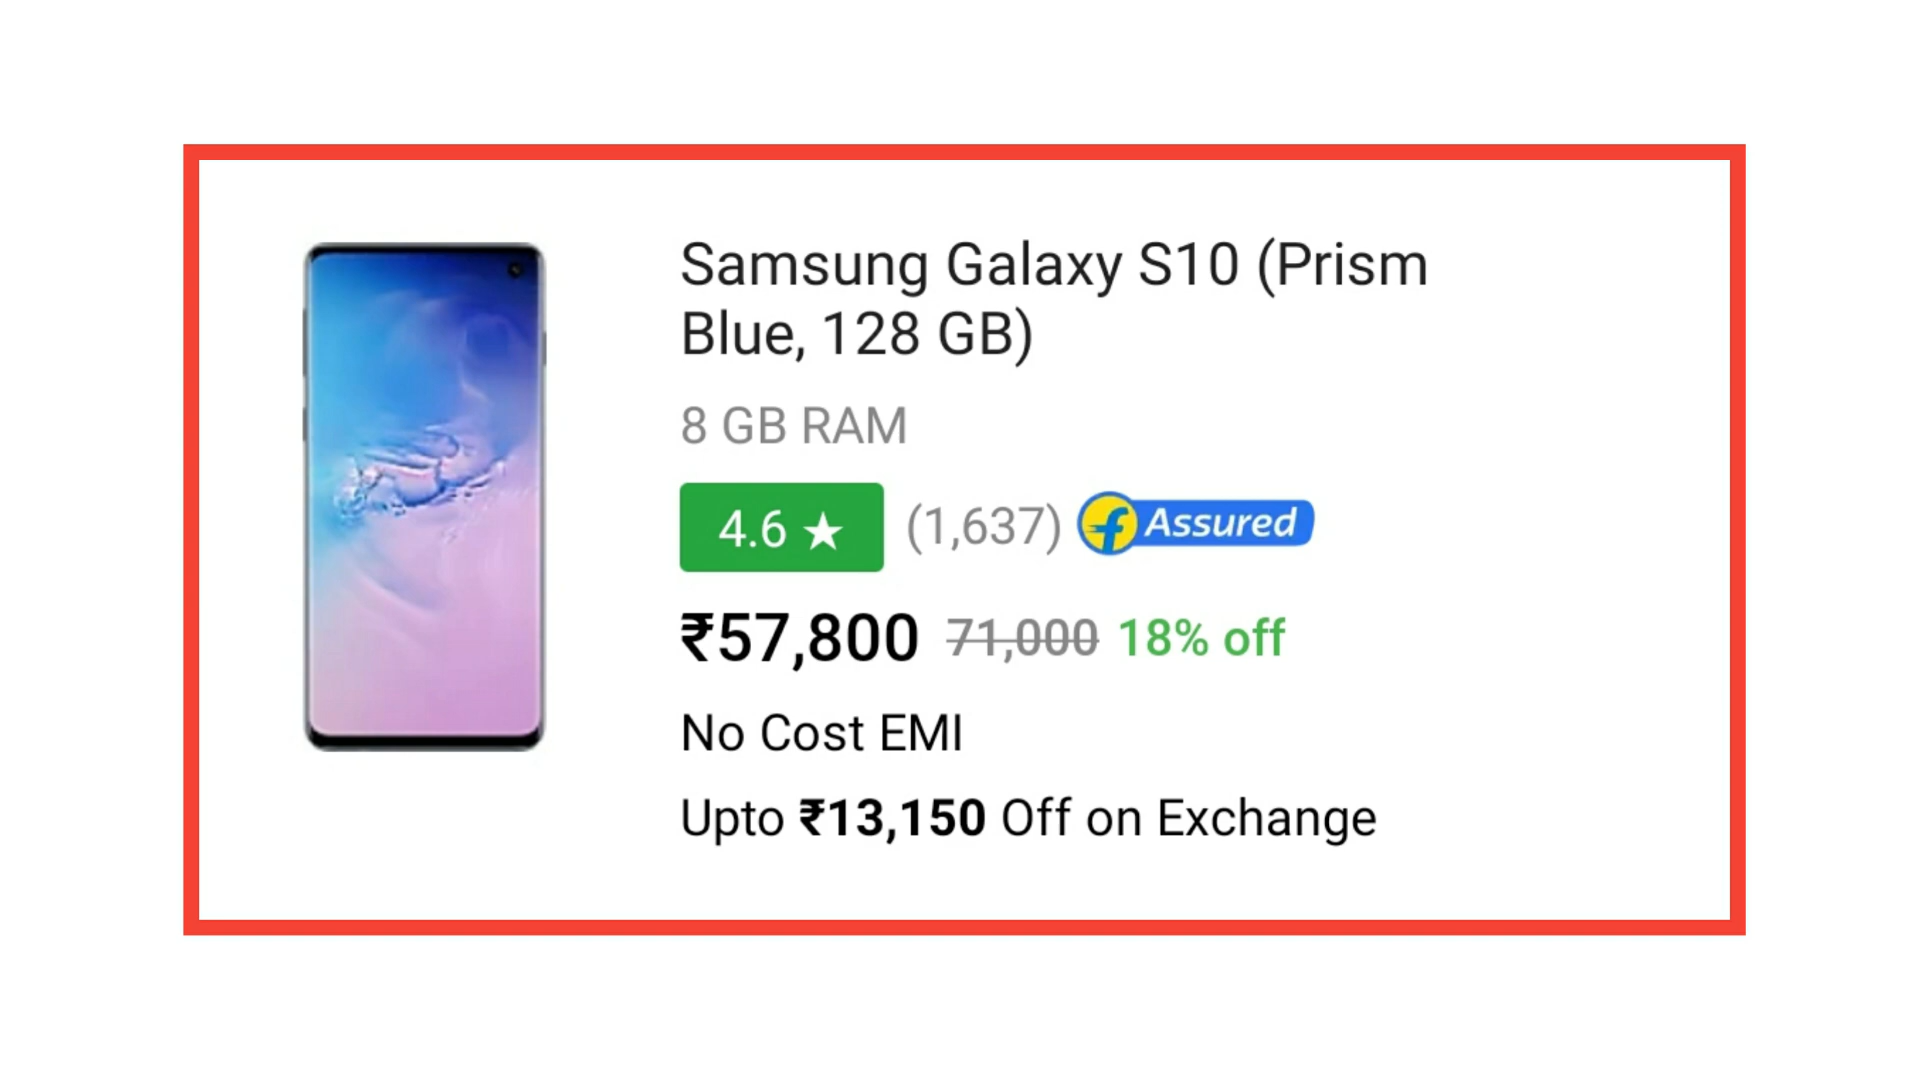 Samsung Galaxy S10 (Prism
Blue, 128 GB)
8 GB RAM
4.6 ★ (1,637) f Assured
₹57,800 71,000 18% off
No Cost EMI
Upto ₹13,150 Off on Exchange